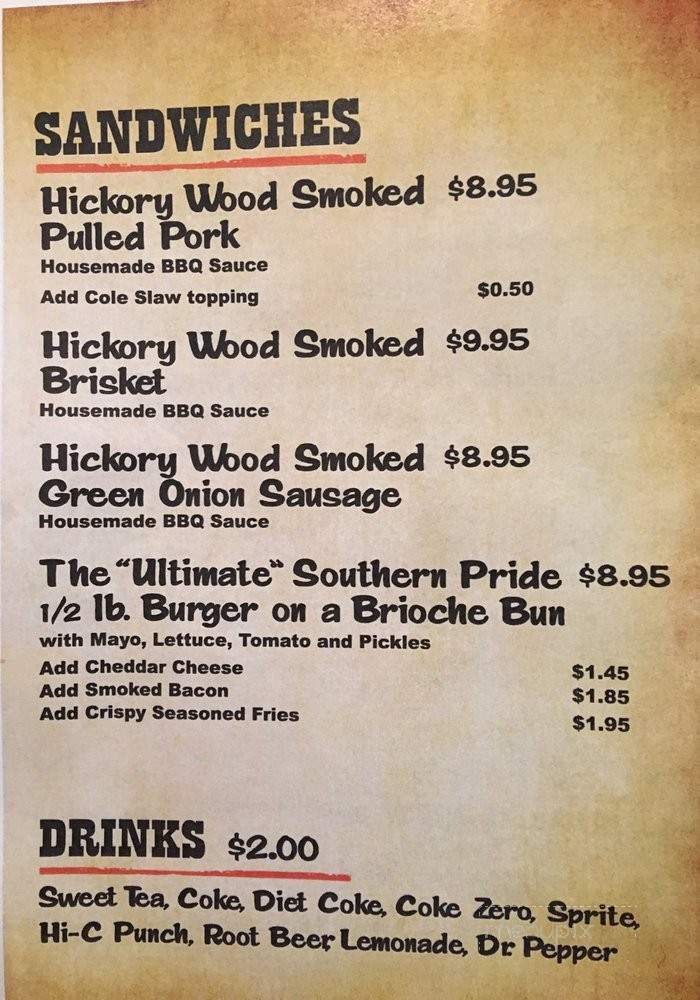 SANDWICHES
Hickory Wood Smoked $8.95
Pulled Pork
Housemade BBQ Sauce
Add Cole Slaw topping $0.50
Hickory Wood Smoked $9.95
Brisket
Housemade BBQ Sauce
Hickory Wood Smoked $8.95
Green Onion Sausage
Housemade BBQ Sauce
The "Ultimate" Southern Pride $8.95
1/2 lb. Burger on a Brioche Bun
with Mayo, Lettuce, Tomato and Pickles
Add Cheddar Cheese $1.45
Add Smoked Bacon $1.85
Add Crispy Seasoned Fries $1.95
DRINKS $2.00
Sweet Tea, Coke, Diet Coke, Coke Zero, Sprite,
Hi-C Punch, Root Beer Lemonade, Dr Pepper